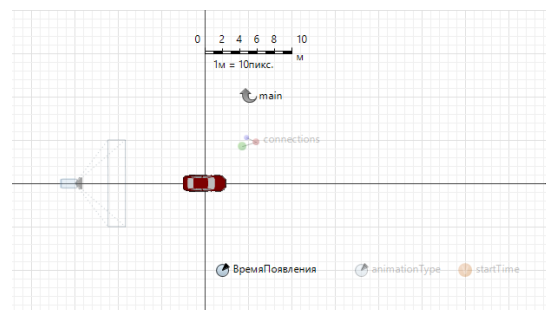 0 2 4 6 8 10
м
1м = 10пикс.
main
connections
ВремяПоявления animationType startTime